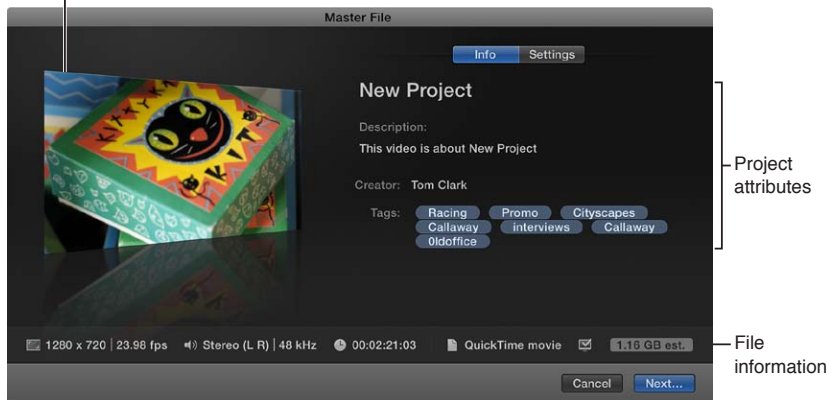 Master File
Info Settings
New Project
Description:
This video is about New Project
Creator: Tom Clark
Tags: Racing Promo Cityscapes
Callaway interviews Callaway
0ldoffice
KITTYKIT
KIT
Project
attributes
1280 x 720 | 23.98 fps Stereo (L R) | 48 kHz 00:02:21:03 QuickTime movie 1.16 GB est.
File
information
Cancel Next...